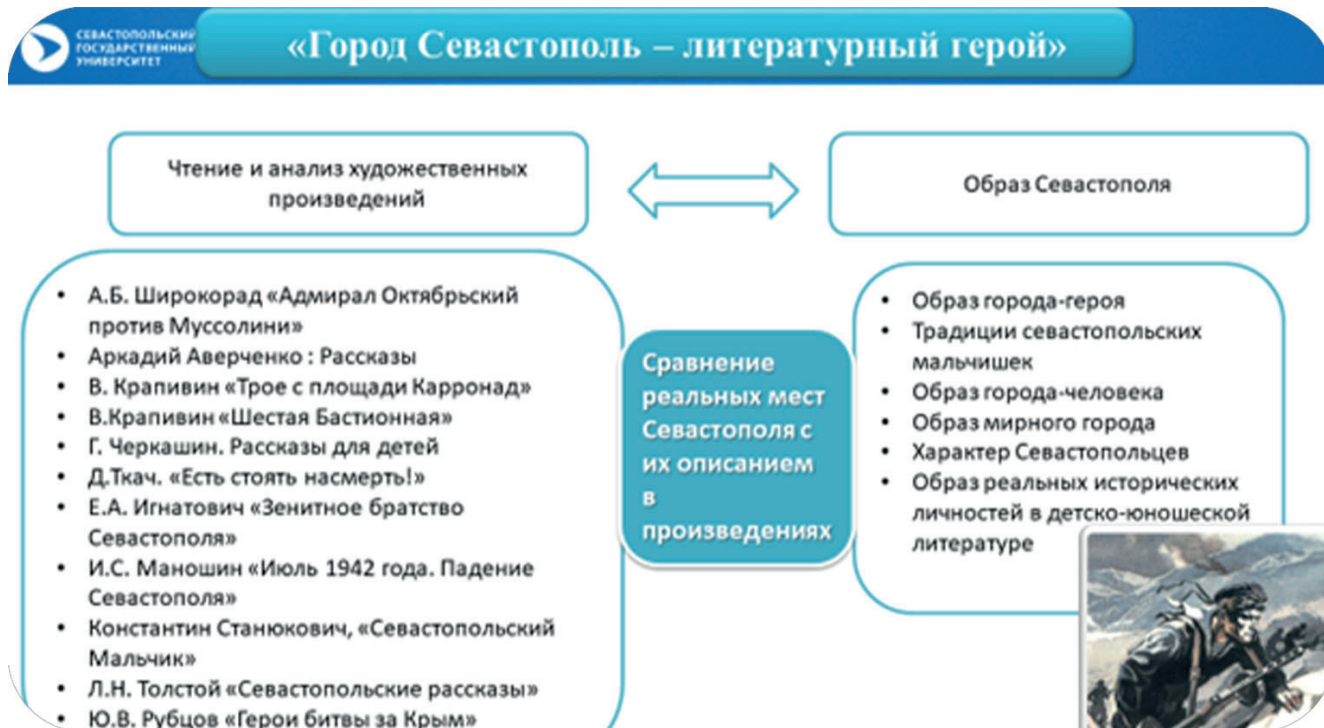 СЕВАСТОПОЛЬСКИЙ
ГОСУДАРСТВЕННЫЙ
УНИВЕРСИТЕТ
«Город Севастополь – литературный герой»
Чтение и анализ художественных
произведений
Образ Севастополя
• А.Б. Широкорад «Адмирал Октябрьский
против Муссолини»
• Аркадий Аверченко : Рассказы
• В. Крапивин «Трое с площади Карронад»
• В.Крапивин «Шестая Бастионная»
• Г. Черкашин. Рассказы для детей
• Д.Ткач. «Есть стоять насмерть!»
• Е.А. Игнатович «Зенитное братство
Севастополя»
• И.С. Маношин «Июль 1942 года. Падение
Севастополя»
• Константин Станюкович, «Севастопольский
Мальчик»
• Л.Н. Толстой «Севастопольские рассказы»
• Ю.В. Рубцов «Герои битвы за Крым»
Сравнение
реальных мест
Севастополя с
их описанием
в
произведениях
• Образ города-героя
• Традиции севастопольских
мальчишек
• Образ города-человека
• Образ мирного города
• Характер Севастопольцев
• Образ реальных исторических
личностей в детско-юношеской
литературе